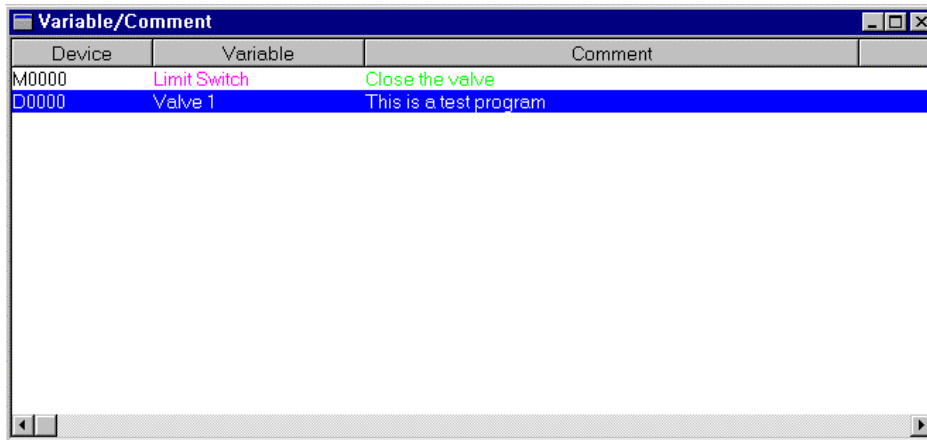 Variable/Comment
Device Variable Comment
M0000 Limit Switch Close the valve
D0000 Valve 1 This is a test program